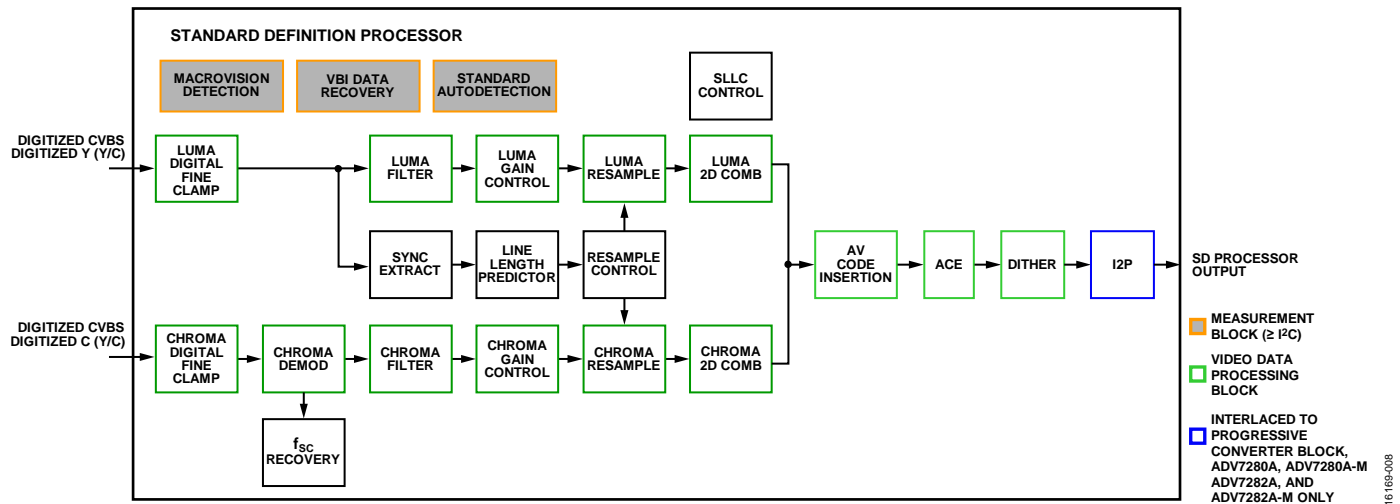 STANDARD DEFINITION PROCESSOR
MACROVISION
DETECTION
VBI DATA
RECOVERY
STANDARD
AUTODETECTION
SLLC
CONTROL
DIGITIZED CVBS
DIGITIZED Y (Y/C)
LUMA
DIGITAL
FINE
CLAMP
LUMA
FILTER
LUMA
GAIN
CONTROL
LUMA
RESAMPLE
LUMA
2D COMB
SYNC
EXTRACT
LINE
LENGTH
PREDICTOR
RESAMPLE
CONTROL
AV
CODE
INSERTION
ACE
DITHER
I2P
SD PROCESSOR
OUTPUT
DIGITIZED CVBS
DIGITIZED C (Y/C)
CHROMA
DIGITAL
FINE
CLAMP
CHROMA
DEMOD
CHROMA
FILTER
CHROMA
GAIN
CONTROL
CHROMA
RESAMPLE
CHROMA
2D COMB
fSC
RECOVERY
MEASUREMENT
BLOCK (≥ I²C)
VIDEO DATA
PROCESSING
BLOCK
INTERLACED TO
PROGRESSIVE
CONVERTER BLOCK,
ADV7280A, ADV7280A-M
ADV7282A, AND
ADV7282A-M ONLY
16169-008